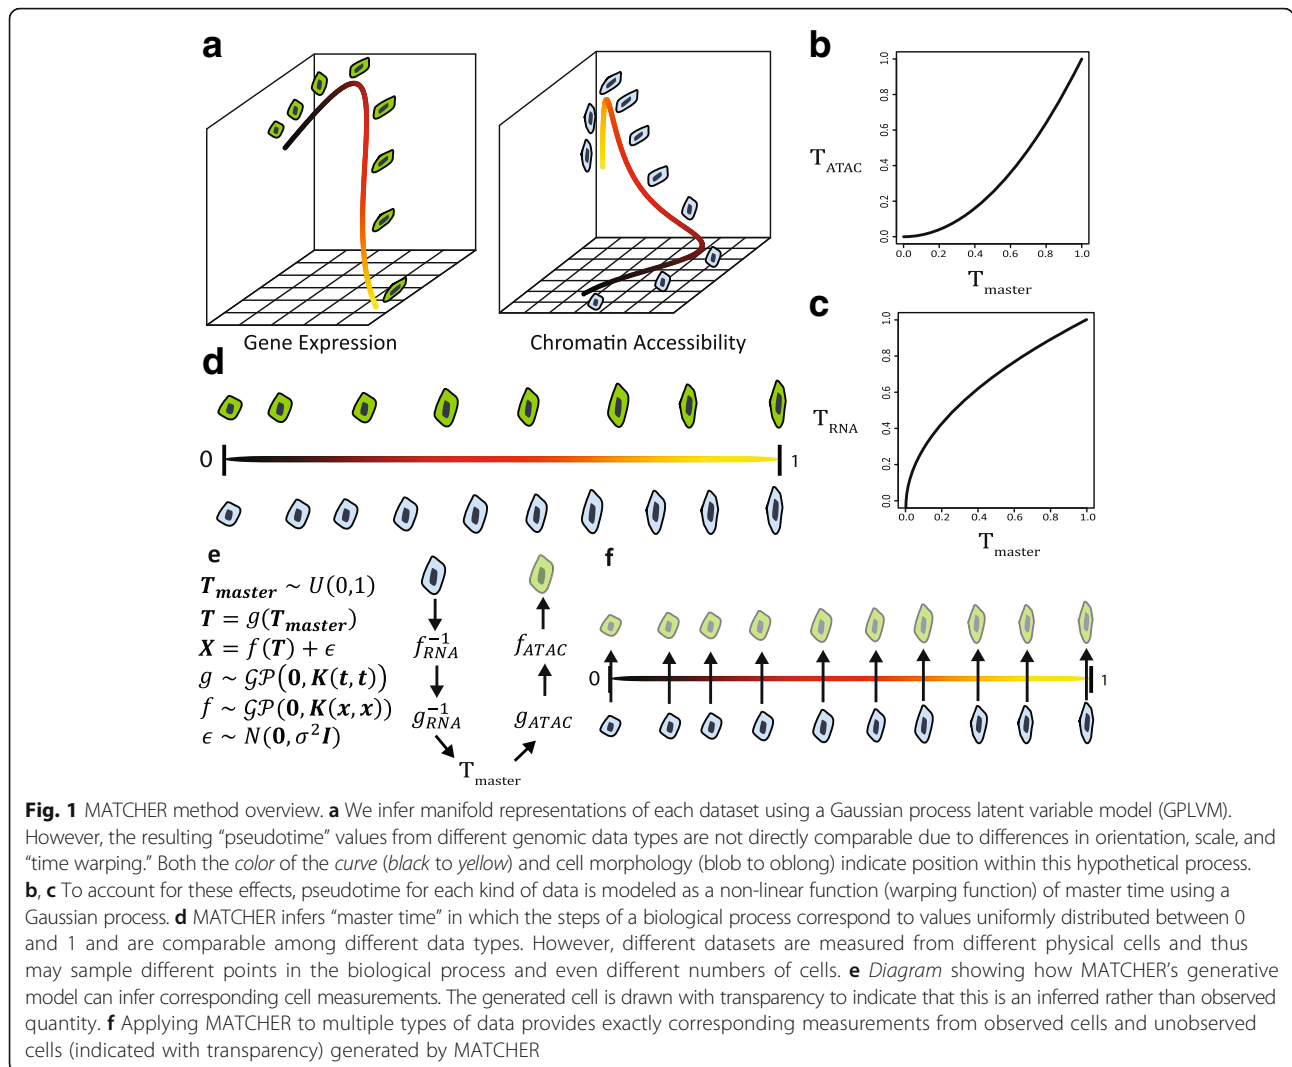 a
Gene Expression
Chromatin Accessibility
b
1.0
0.8
0.6
0.4
0.2
0.0
T_ATAC
0.0 0.2 0.4 0.6 0.8 1.0
T_master
c
1.0
0.8
0.6
0.4
0.2
0.0
T_RNA
0.0 0.2 0.4 0.6 0.8 1.0
T_master
d
0 1
e
T_master ~ U(0,1)
T = g(T_master)
X = f(T) + ϵ
g ~ 𝒢𝒫(0, K(t, t))
f ~ 𝒢𝒫(0, K(x, x))
ϵ ~ N(0, σ²I)
f⁻¹_RNA
g⁻¹_RNA
T_master
g_ATAC
f_ATAC
f
0 1
Fig. 1 MATCHER method overview. a We infer manifold representations of each dataset using a Gaussian process latent variable model (GPLVM).
However, the resulting “pseudotime” values from different genomic data types are not directly comparable due to differences in orientation, scale, and
“time warping.” Both the color of the curve (black to yellow) and cell morphology (blob to oblong) indicate position within this hypothetical process.
b, c To account for these effects, pseudotime for each kind of data is modeled as a non-linear function (warping function) of master time using a
Gaussian process. d MATCHER infers “master time” in which the steps of a biological process correspond to values uniformly distributed between 0
and 1 and are comparable among different data types. However, different datasets are measured from different physical cells and thus
may sample different points in the biological process and even different numbers of cells. e Diagram showing how MATCHER’s generative
model can infer corresponding cell measurements. The generated cell is drawn with transparency to indicate that this is an inferred rather than observed
quantity. f Applying MATCHER to multiple types of data provides exactly corresponding measurements from observed cells and unobserved
cells (indicated with transparency) generated by MATCHER